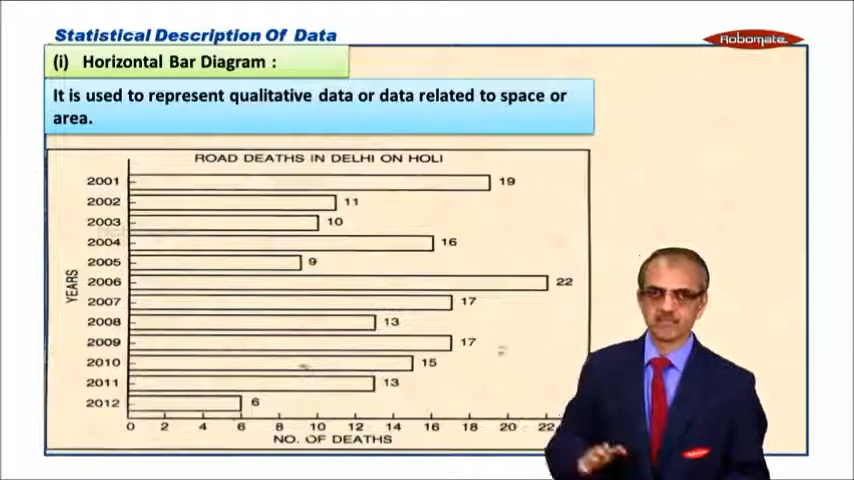 Statistical Description Of Data
Robomate
(i) Horizontal Bar Diagram :
It is used to represent qualitative data or data related to space or
area.
ROAD DEATHS IN DELHI ON HOLI
YEARS
2001 19
2002 11
2003 10
2004 16
2005 9
2006 22
2007 17
2008 13
2009 17
2010 15
2011 13
2012 6
0 2 4 6 8 10 12 14 16 18 20 22
NO. OF DEATHS